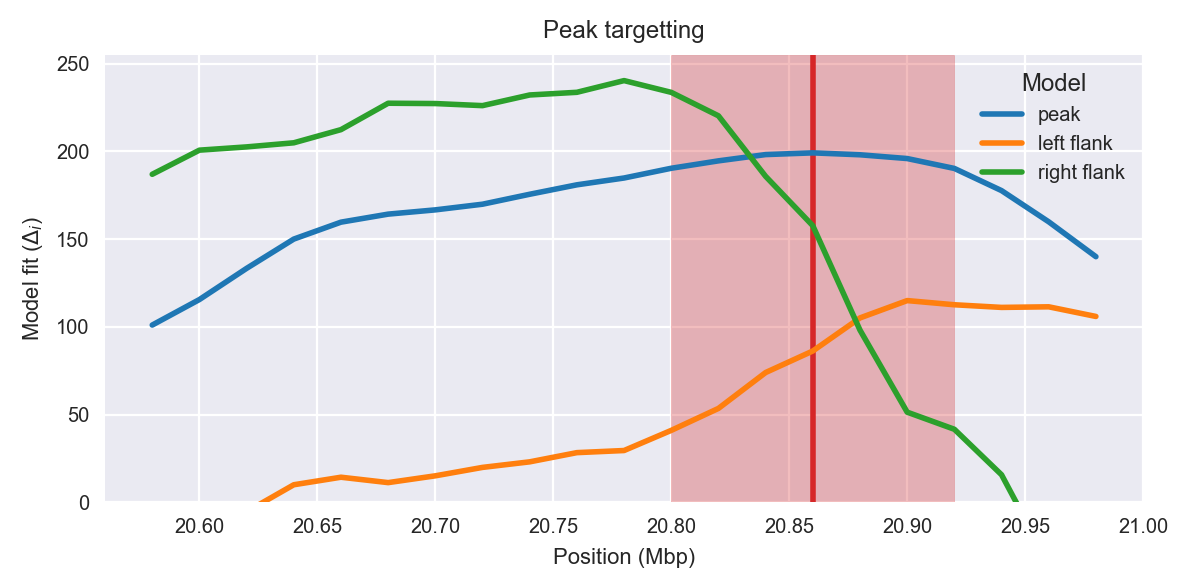 Peak targetting
250
200
150
100
50
0
Model fit (Δi)
Model
peak
left flank
right flank
20.60
20.65
20.70
20.75
20.80
20.85
20.90
20.95
21.00
Position (Mbp)